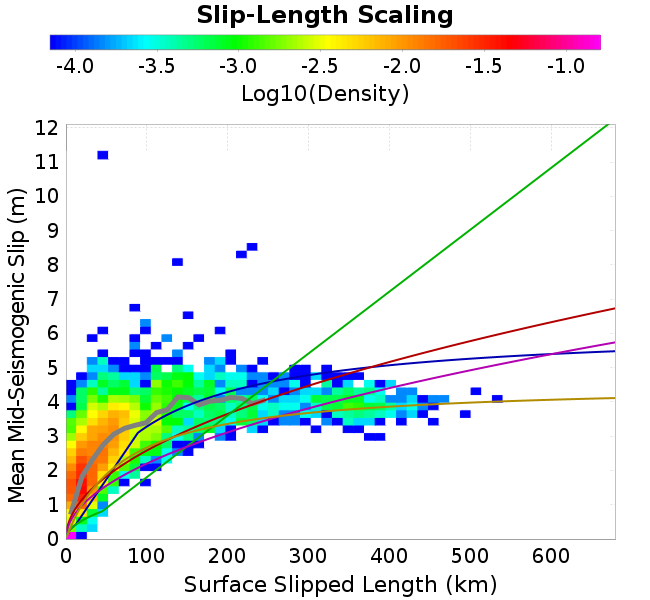 Slip-Length Scaling
-4.0 -3.5 -3.0 -2.5 -2.0 -1.5 -1.0
Log10(Density)
12
11
10
9
8
7
6
5
4
3
2
1
0
Mean Mid-Seismogenic Slip (m)
0 100 200 300 400 500 600
Surface Slipped Length (km)